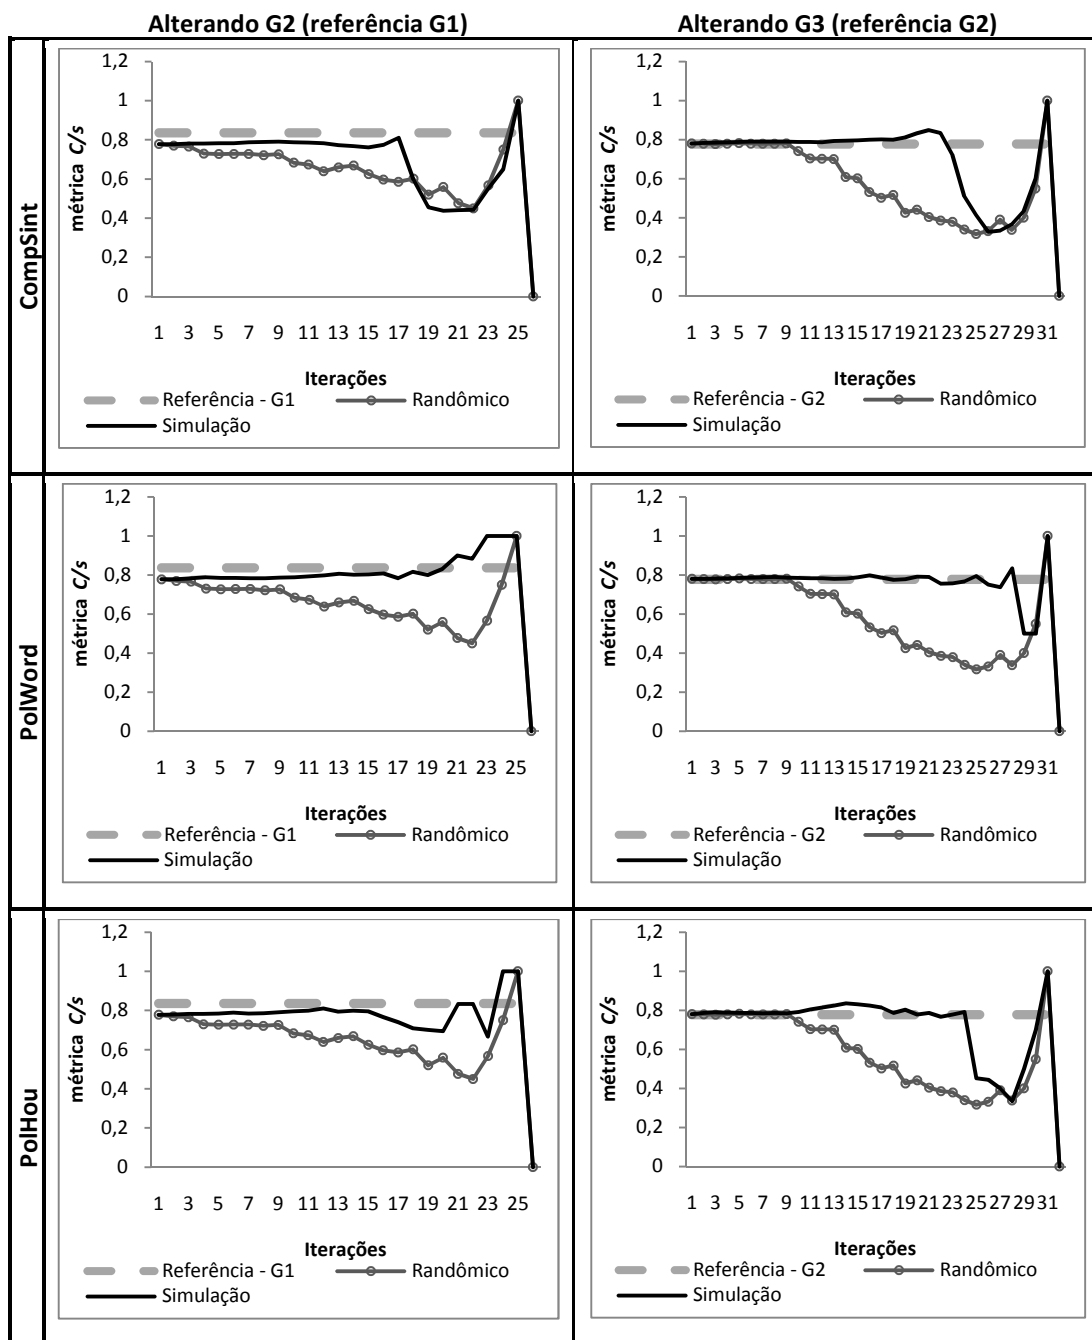 Alterando G2 (referência G1)
Alterando G3 (referência G2)
CompSint
métrica C/s
1,2
1
0,8
0,6
0,4
0,2
0
1 3 5 7 9 11 13 15 17 19 21 23 25
Iterações
Referência - G1
Randômico
Simulação
métrica C/s
1,2
1
0,8
0,6
0,4
0,2
0
1 3 5 7 9 11 13 15 17 19 21 23 25 27 29 31
Iterações
Referência - G2
Randômico
Simulação
PolWord
métrica C/s
1,2
1
0,8
0,6
0,4
0,2
0
1 3 5 7 9 11 13 15 17 19 21 23 25
Iterações
Referência - G1
Randômico
Simulação
métrica C/s
1,2
1
0,8
0,6
0,4
0,2
0
1 3 5 7 9 11 13 15 17 19 21 23 25 27 29 31
Iterações
Referência - G2
Randômico
Simulação
PolHou
métrica C/s
1,2
1
0,8
0,6
0,4
0,2
0
1 3 5 7 9 11 13 15 17 19 21 23 25
Iterações
Referência - G1
Randômico
Simulação
métrica C/s
1,2
1
0,8
0,6
0,4
0,2
0
1 3 5 7 9 11 13 15 17 19 21 23 25 27 29 31
Iterações
Referência - G2
Randômico
Simulação